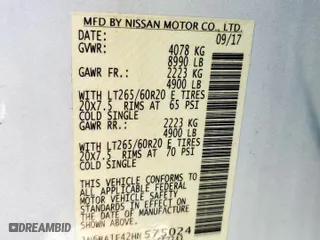 MFD BY NISSAN MOTOR CO., LTD.
DATE: 09/17
GVWR: 4078 KG
8990 LB
GAWR FR.: 2223 KG
4900 LB
WITH LT265/60R20 E TIRES
20X7.5 RIMS AT 65 PSI
COLD SINGLE
GAWR RR.: 2223 KG
4900 LB
WITH LT265/60R20 E TIRES
20X7.5 RIMS AT 70 PSI
COLD SINGLE
THIS VEHICLE CONFORMS TO
ALL APPLICABLE FEDERAL
MOTOR VEHICLE SAFETY
STANDARDS IN EFFECT ON
THE DATE OF MANUFACTURE
SHOWN ABOVE.
575024
DREAMBID